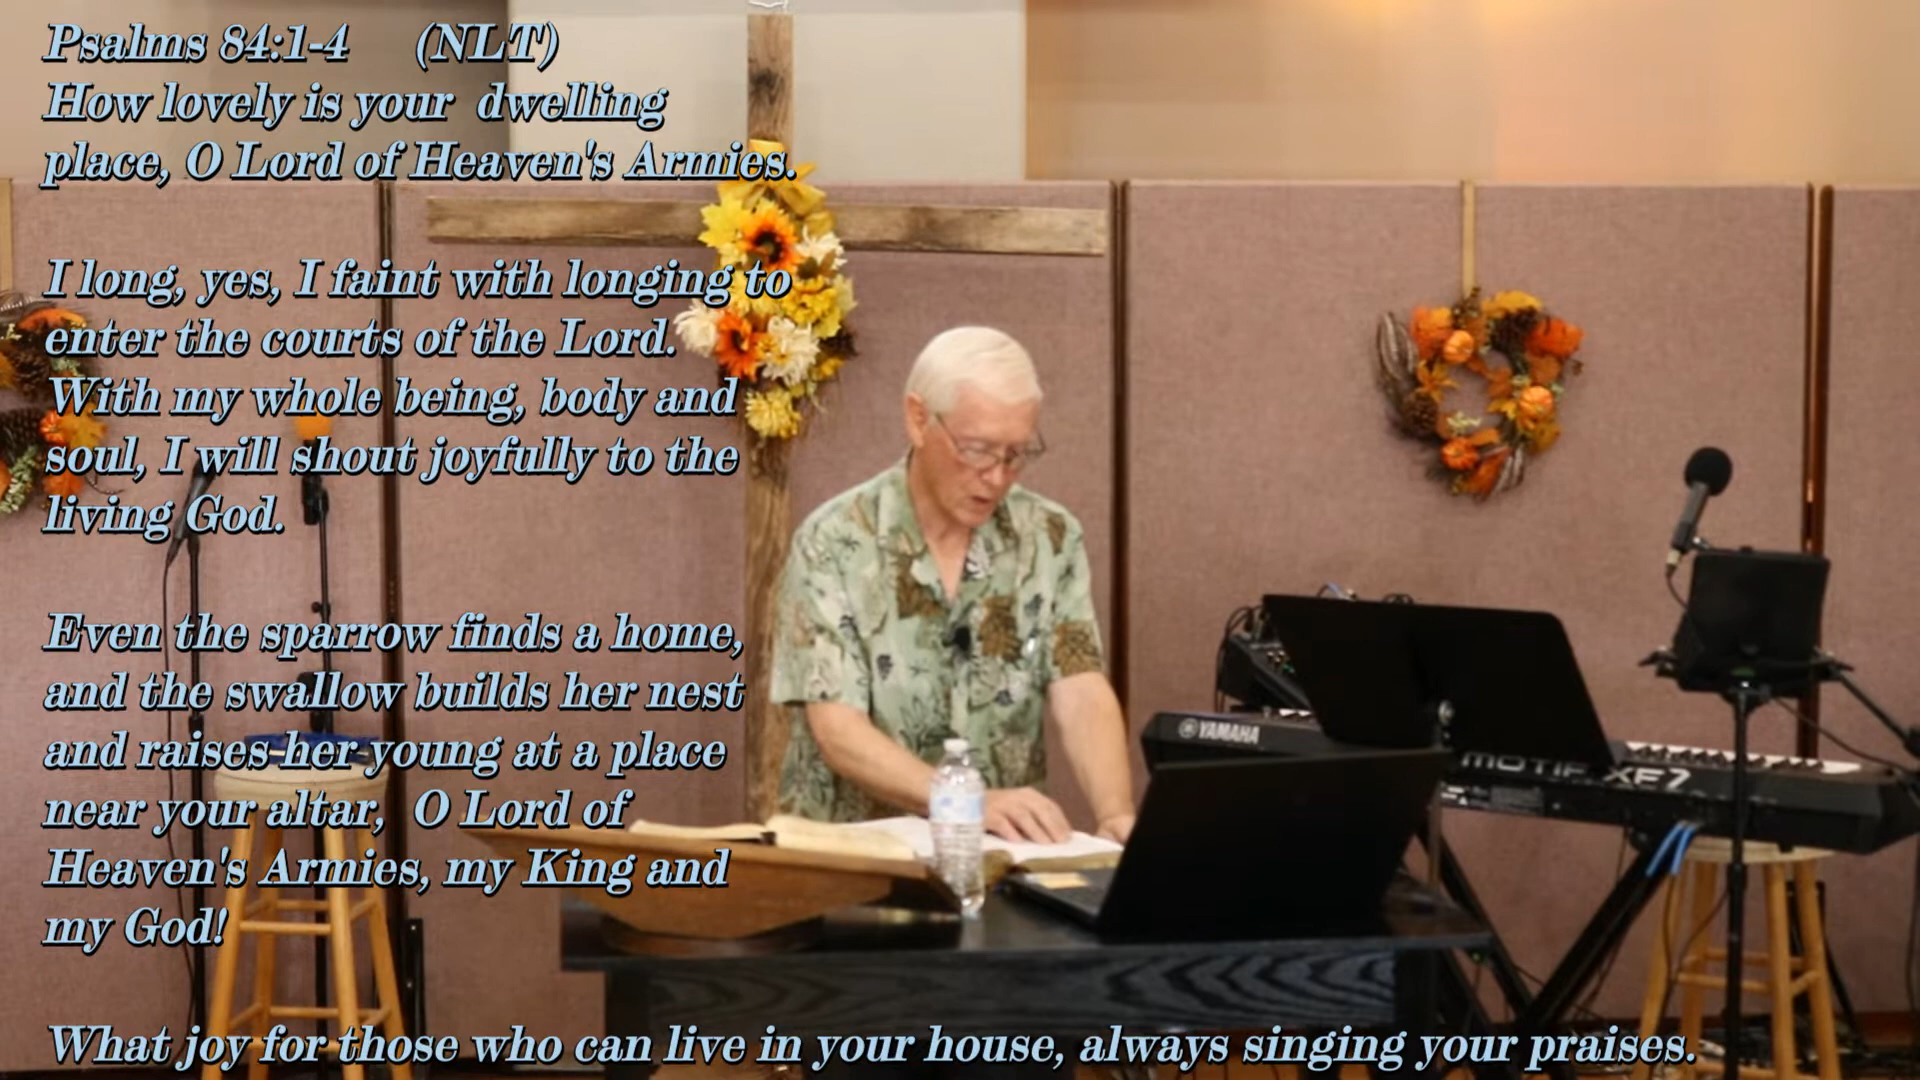 Psalms 84:1-4 (NLT)
How lovely is your dwelling
place, O Lord of Heaven's Armies.
I long, yes, I faint with longing to
enter the courts of the Lord.
With my whole being, body and
soul, I will shout joyfully to the
living God.
Even the sparrow finds a home,
and the swallow builds her nest
and raises her young at a place
near your altar, O Lord of
Heaven's Armies, my King and
my God!
What joy for those who can live in your house, always singing your praises.
YAMAHA
MOTIF XF7